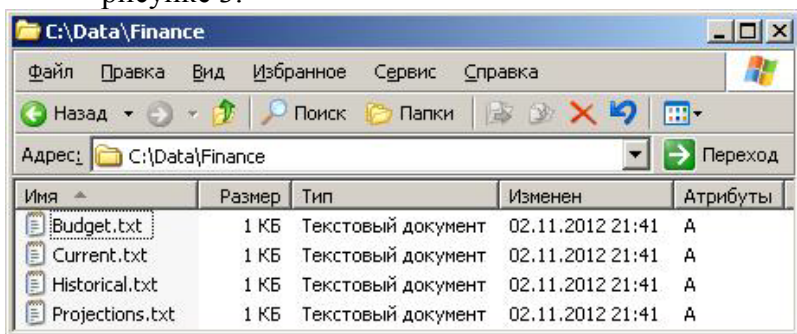 рисунке 3.
C:\Data\Finance
Файл Правка Вид Избранное Сервис Справка
Назад Поиск Папки
Адрес: C:\Data\Finance Переход
Имя Размер Тип Изменен Атрибуты
Budget.txt 1 КБ Текстовый документ 02.11.2012 21:41 A
Current.txt 1 КБ Текстовый документ 02.11.2012 21:41 A
Historical.txt 1 КБ Текстовый документ 02.11.2012 21:41 A
Projections.txt 1 КБ Текстовый документ 02.11.2012 21:41 A